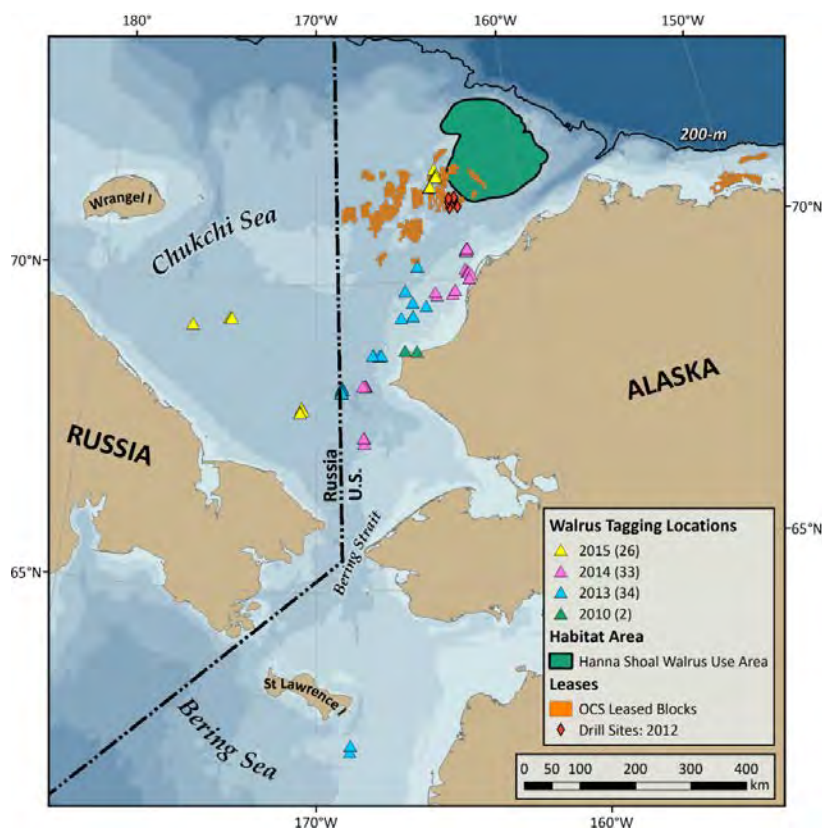 180°
170°W
160°W
150°W
200-m
Wrangel I
Chukchi Sea
70°N
70°N
ALASKA
RUSSIA
Russia
U.S.
Bering Strait
65°N
65°N
St Lawrence I
Bering Sea
Walrus Tagging Locations
2015 (26)
2014 (33)
2013 (34)
2010 (2)
Habitat Area
Hanna Shoal Walrus Use Area
Leases
OCS Leased Blocks
Drill Sites: 2012
0 50 100 200 300 400
km
170°W
160°W